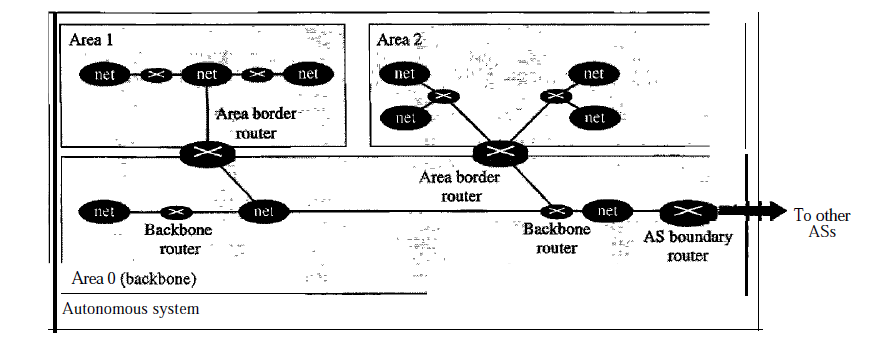 Area 1
Area 2
net
net
net
net
net
net
net
Area border
router
Area border
router
net
net
net
Backbone
router
Backbone
router
AS boundary
router
To other
ASs
Area 0 (backbone)
Autonomous system